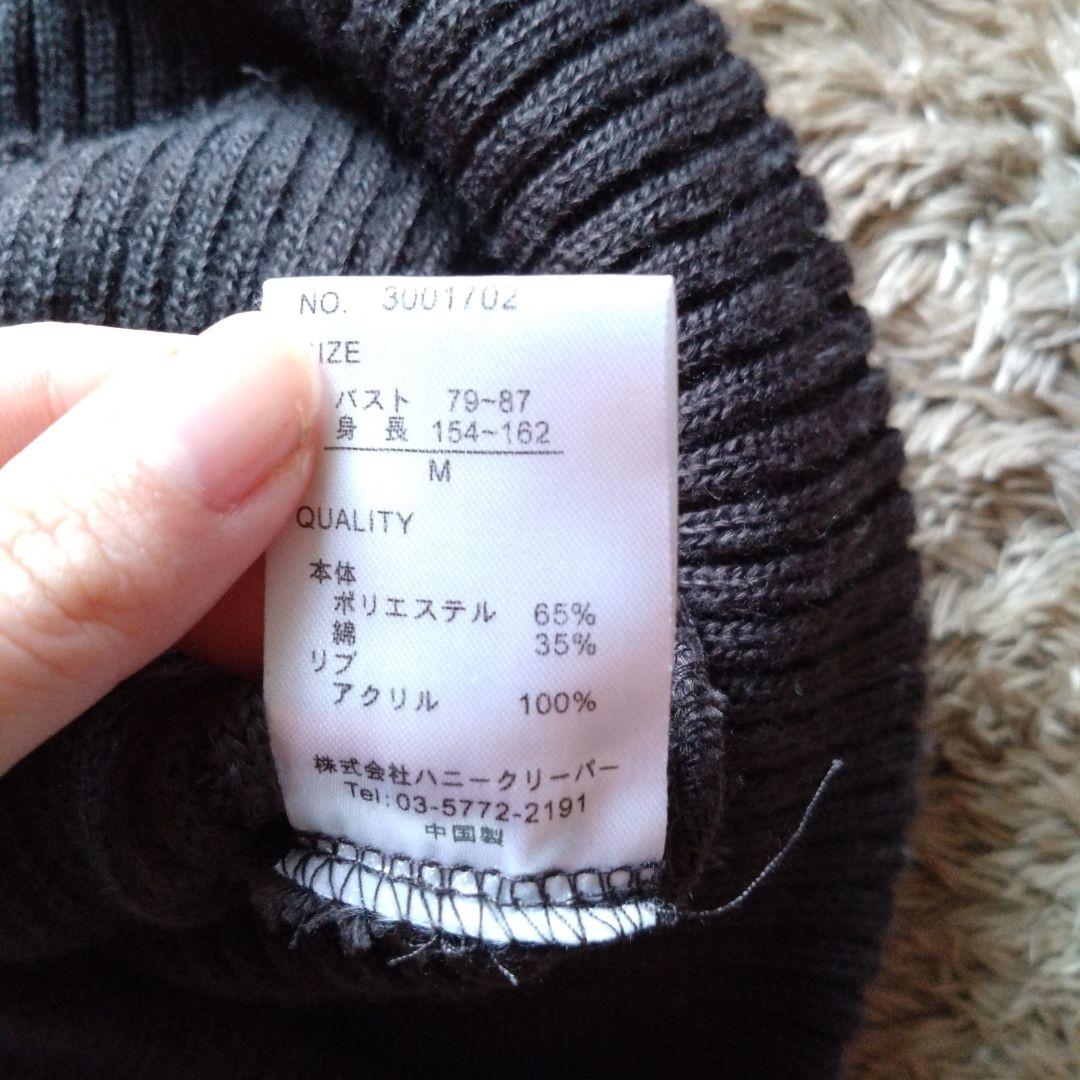 NO. 3001702
IZE
バスト 79~87
身長 154~162
M
QUALITY
本体
ポリエステル 65%
綿 35%
リブ
アクリル 100%
株式会社ハニークリーパー
Tel:03-5772-2191
中国製